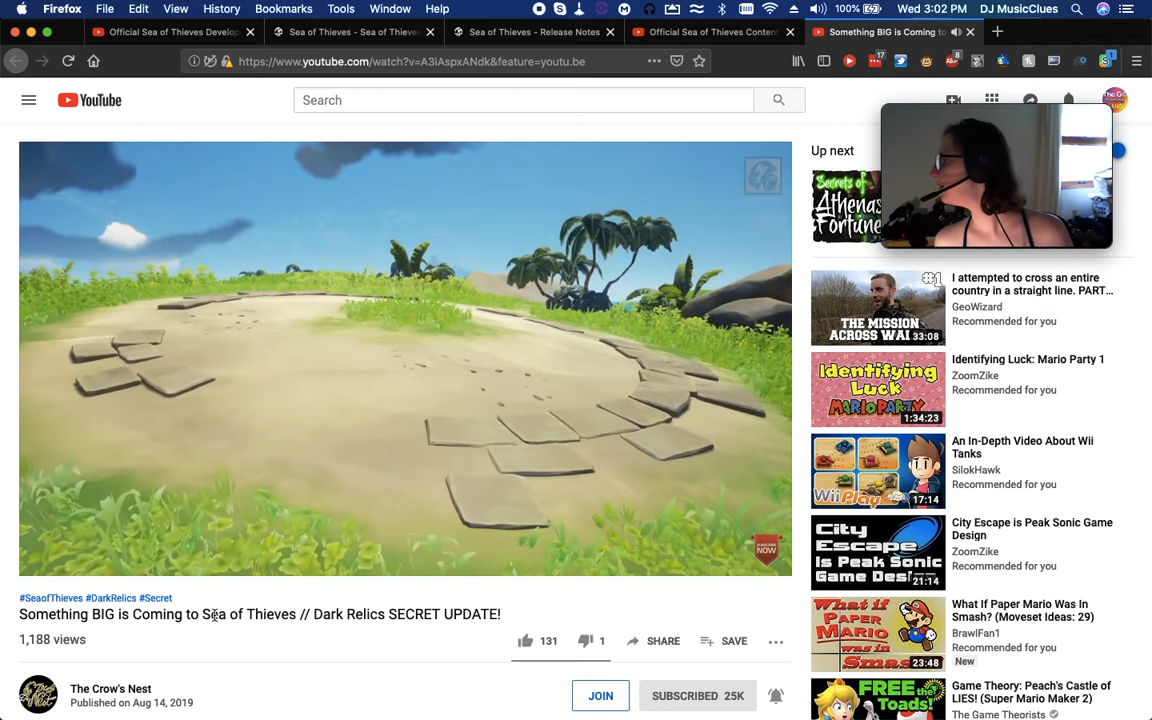 Firefox File Edit View History Bookmarks Tools Window Help 100% Wed 3:02 PM DJ MusicClues
Official Sea of Thieves Develop Sea of Thieves - Sea of Thieve Sea of Thieves - Release Notes Official Sea of Thieves Content Something BIG is Coming to
https://www.youtube.com/watch?v=A3iAspxANdk&feature=youtu.be
17
8
1
YouTube
Search
Up next
Secrets of
Athenas
Fortune
SUBSCRIBE
NOW
#1
THE MISSION
ACROSS WAL
33:08
I attempted to cross an entire
country in a straight line. PART...
GeoWizard
Recommended for you
Identifying
Luck
MARIO PARTY
1:34:23
Identifying Luck: Mario Party 1
ZoomZike
Recommended for you
Wii Play
17:14
An In-Depth Video About Wii
Tanks
SilokHawk
Recommended for you
City
Escape
is Peak Sonic
Game Desi
21:14
City Escape is Peak Sonic Game
Design
ZoomZike
Recommended for you
What if
PAPER
MARIO
was in
Smas
23:48
What If Paper Mario Was In
Smash? (Moveset Ideas: 29)
BrawlFan1
Recommended for you
New
FREE the
Toads!
Game Theory: Peach's Castle of
LIES! (Super Mario Maker 2)
The Game Theorists
#SeaofThieves #DarkRelics #Secret
Something BIG is Coming to Sea of Thieves // Dark Relics SECRET UPDATE!
1,188 views
131 1 SHARE SAVE
The Crow's Nest
Published on Aug 14, 2019
JOIN SUBSCRIBED 25K